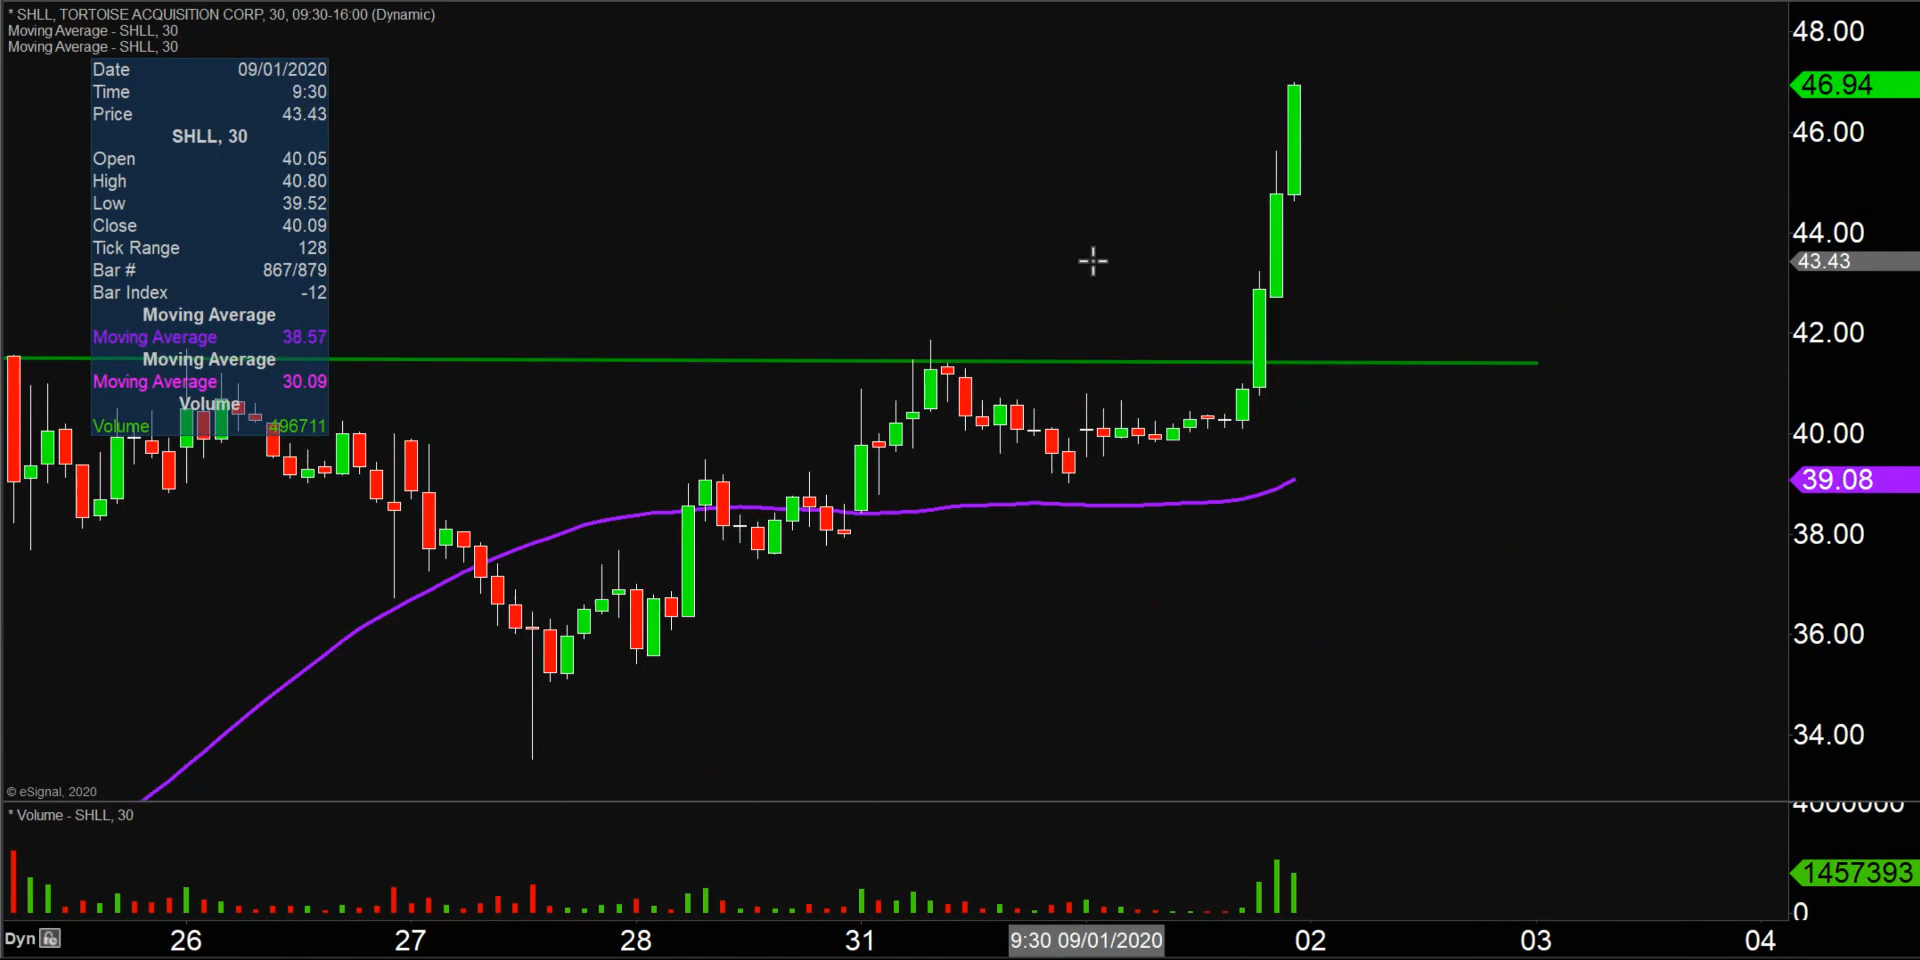 * SHLL, TORTOISE ACQUISITION CORP, 30, 09:30-16:00 (Dynamic)
Moving Average - SHLL, 30
Moving Average - SHLL, 30
Date 09/01/2020
Time 9:30
Price 43.43
SHLL, 30
Open 40.05
High 40.80
Low 39.52
Close 40.09
Tick Range 128
Bar # 867/879
Bar Index -12
Moving Average
Moving Average 38.57
Moving Average
Moving Average 30.09
Volume
Volume 496711
48.00
46.94
46.00
44.00
43.43
42.00
40.00
39.08
38.00
36.00
34.00
© eSignal, 2020
* Volume - SHLL, 30
4000000
1457393
0
Dyn 26 27 28 31 9:30 09/01/2020 02 03 04